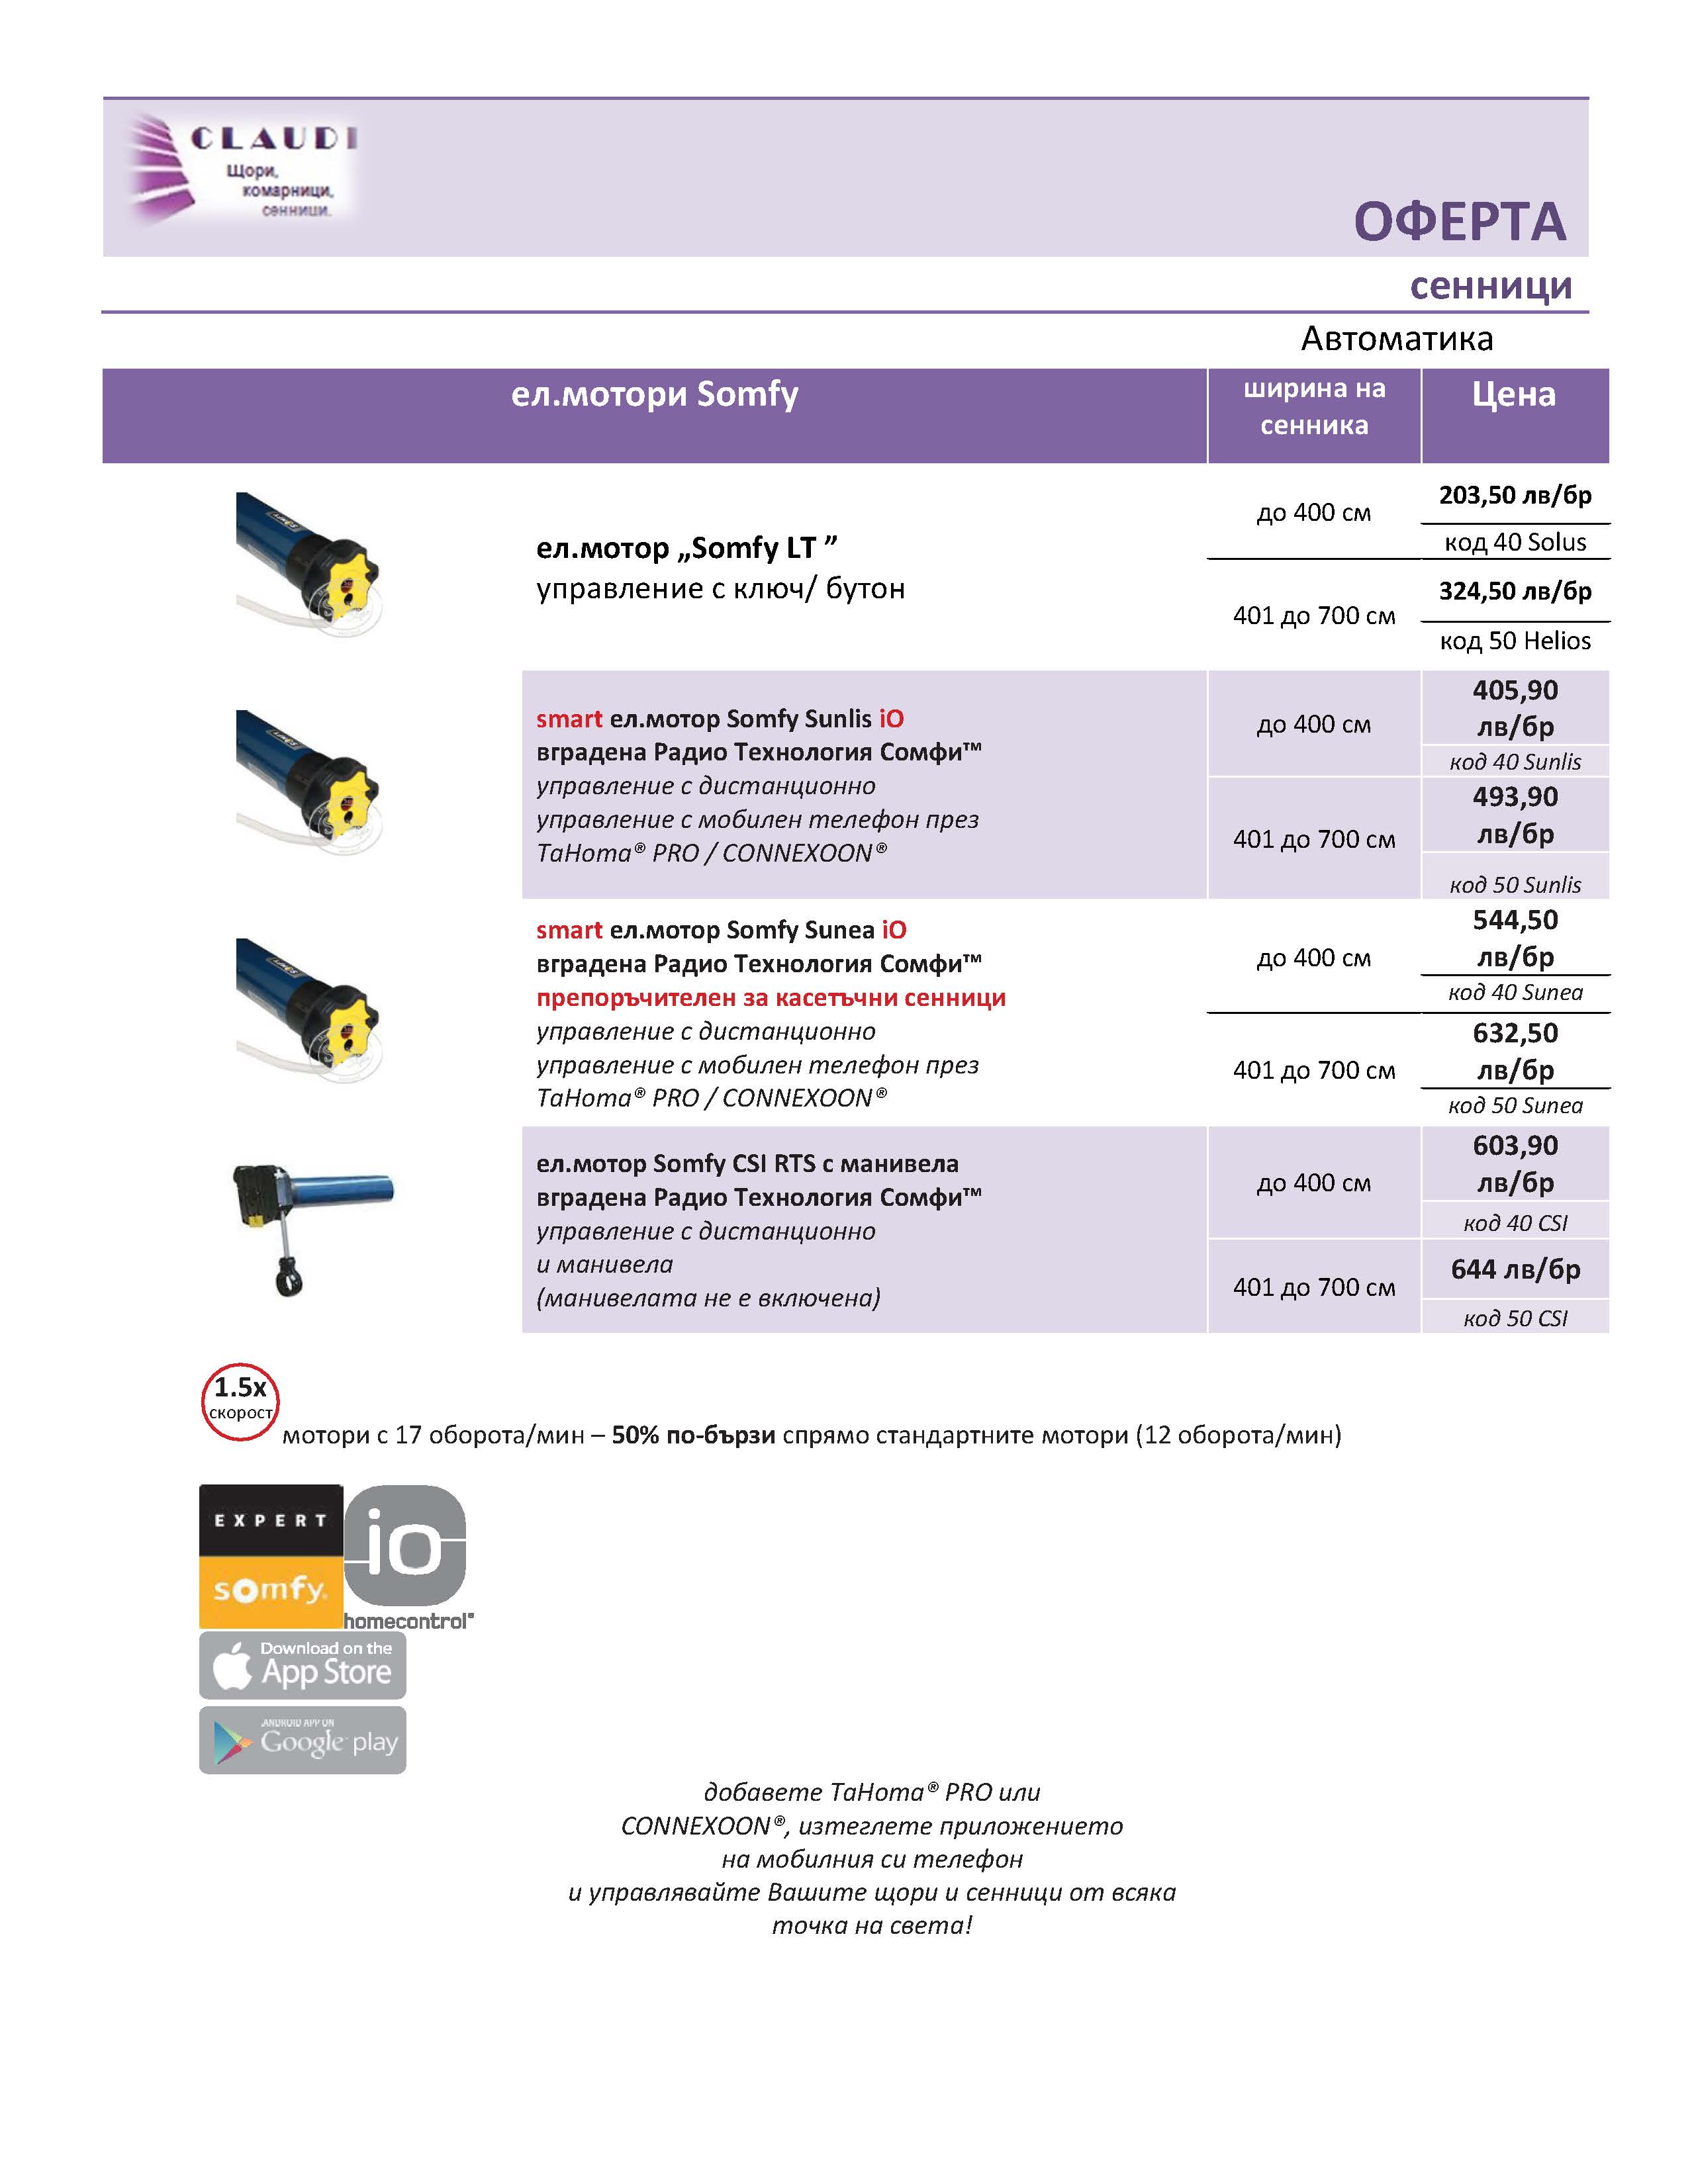 CLAUDI
Щори,
комарници,
сенници.
ОФЕРТА
сенници
Автоматика
ел.мотори Somfy
ширина на
сенника
Цена
ел.мотор „Somfy LT ”
управление с ключ/ бутон
до 400 см
203,50 лв/бр
код 40 Solus
401 до 700 см
324,50 лв/бр
код 50 Helios
smart ел.мотор Somfy Sunlis iO
вградена Радио Технология Сомфи™
управление с дистанционно
управление с мобилен телефон през
TaHoma® PRO / CONNEXOON®
до 400 см
405,90
лв/бр
код 40 Sunlis
401 до 700 см
493,90
лв/бр
код 50 Sunlis
smart ел.мотор Somfy Sunea iO
вградена Радио Технология Сомфи™
препоръчителен за касетъчни сенници
управление с дистанционно
управление с мобилен телефон през
TaHoma® PRO / CONNEXOON®
до 400 см
544,50
лв/бр
код 40 Sunea
401 до 700 см
632,50
лв/бр
код 50 Sunea
ел.мотор Somfy CSI RTS с манивела
вградена Радио Технология Сомфи™
управление с дистанционно
и манивела
(манивелата не е включена)
до 400 см
603,90
лв/бр
код 40 CSI
401 до 700 см
644 лв/бр
код 50 CSI
1.5x
скорост
мотори с 17 оборота/мин – 50% по-бързи спрямо стандартните мотори (12 оборота/мин)
EXPERT
somfy.
io
homecontrol®
Download on the
App Store
ANDROID APP ON
Google play
добавете TaHoma® PRO или
CONNEXOON®, изтеглете приложението
на мобилния си телефон
и управлявайте Вашите щори и сенници от всяка
точка на света!